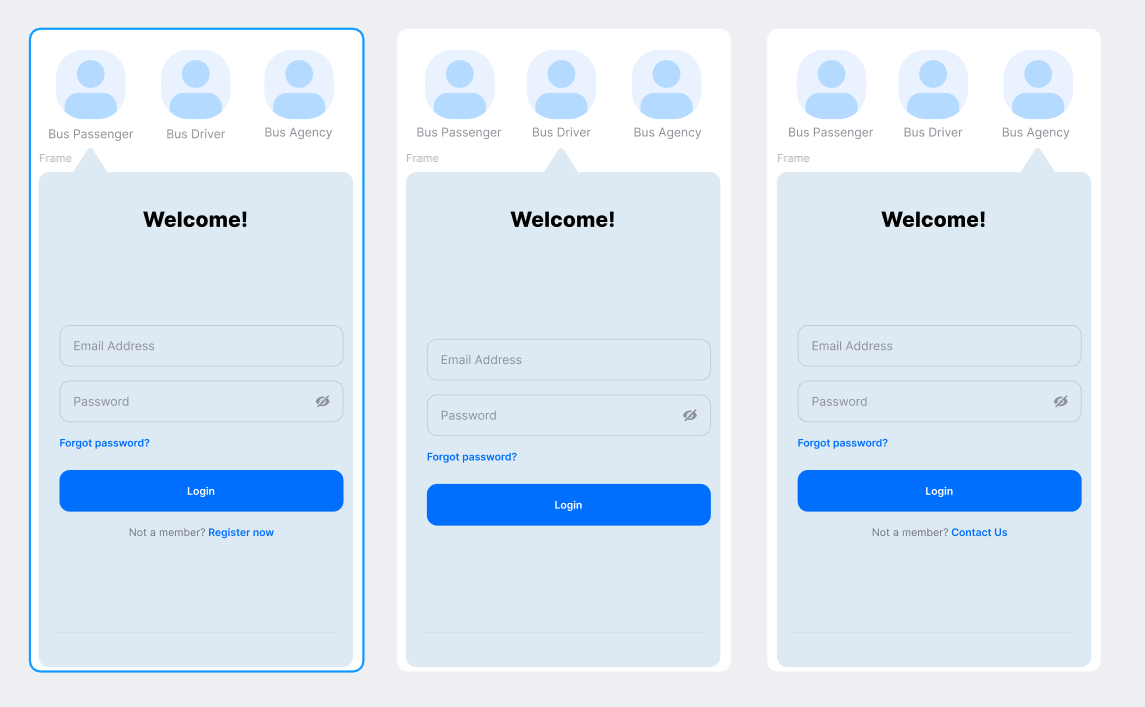 Bus Passenger
Bus Driver
Bus Agency
Frame
Welcome!
Email Address
Password
Forgot password?
Login
Not a member? Register now
Bus Passenger
Bus Driver
Bus Agency
Frame
Welcome!
Email Address
Password
Forgot password?
Login
Bus Passenger
Bus Driver
Bus Agency
Frame
Welcome!
Email Address
Password
Forgot password?
Login
Not a member? Contact Us